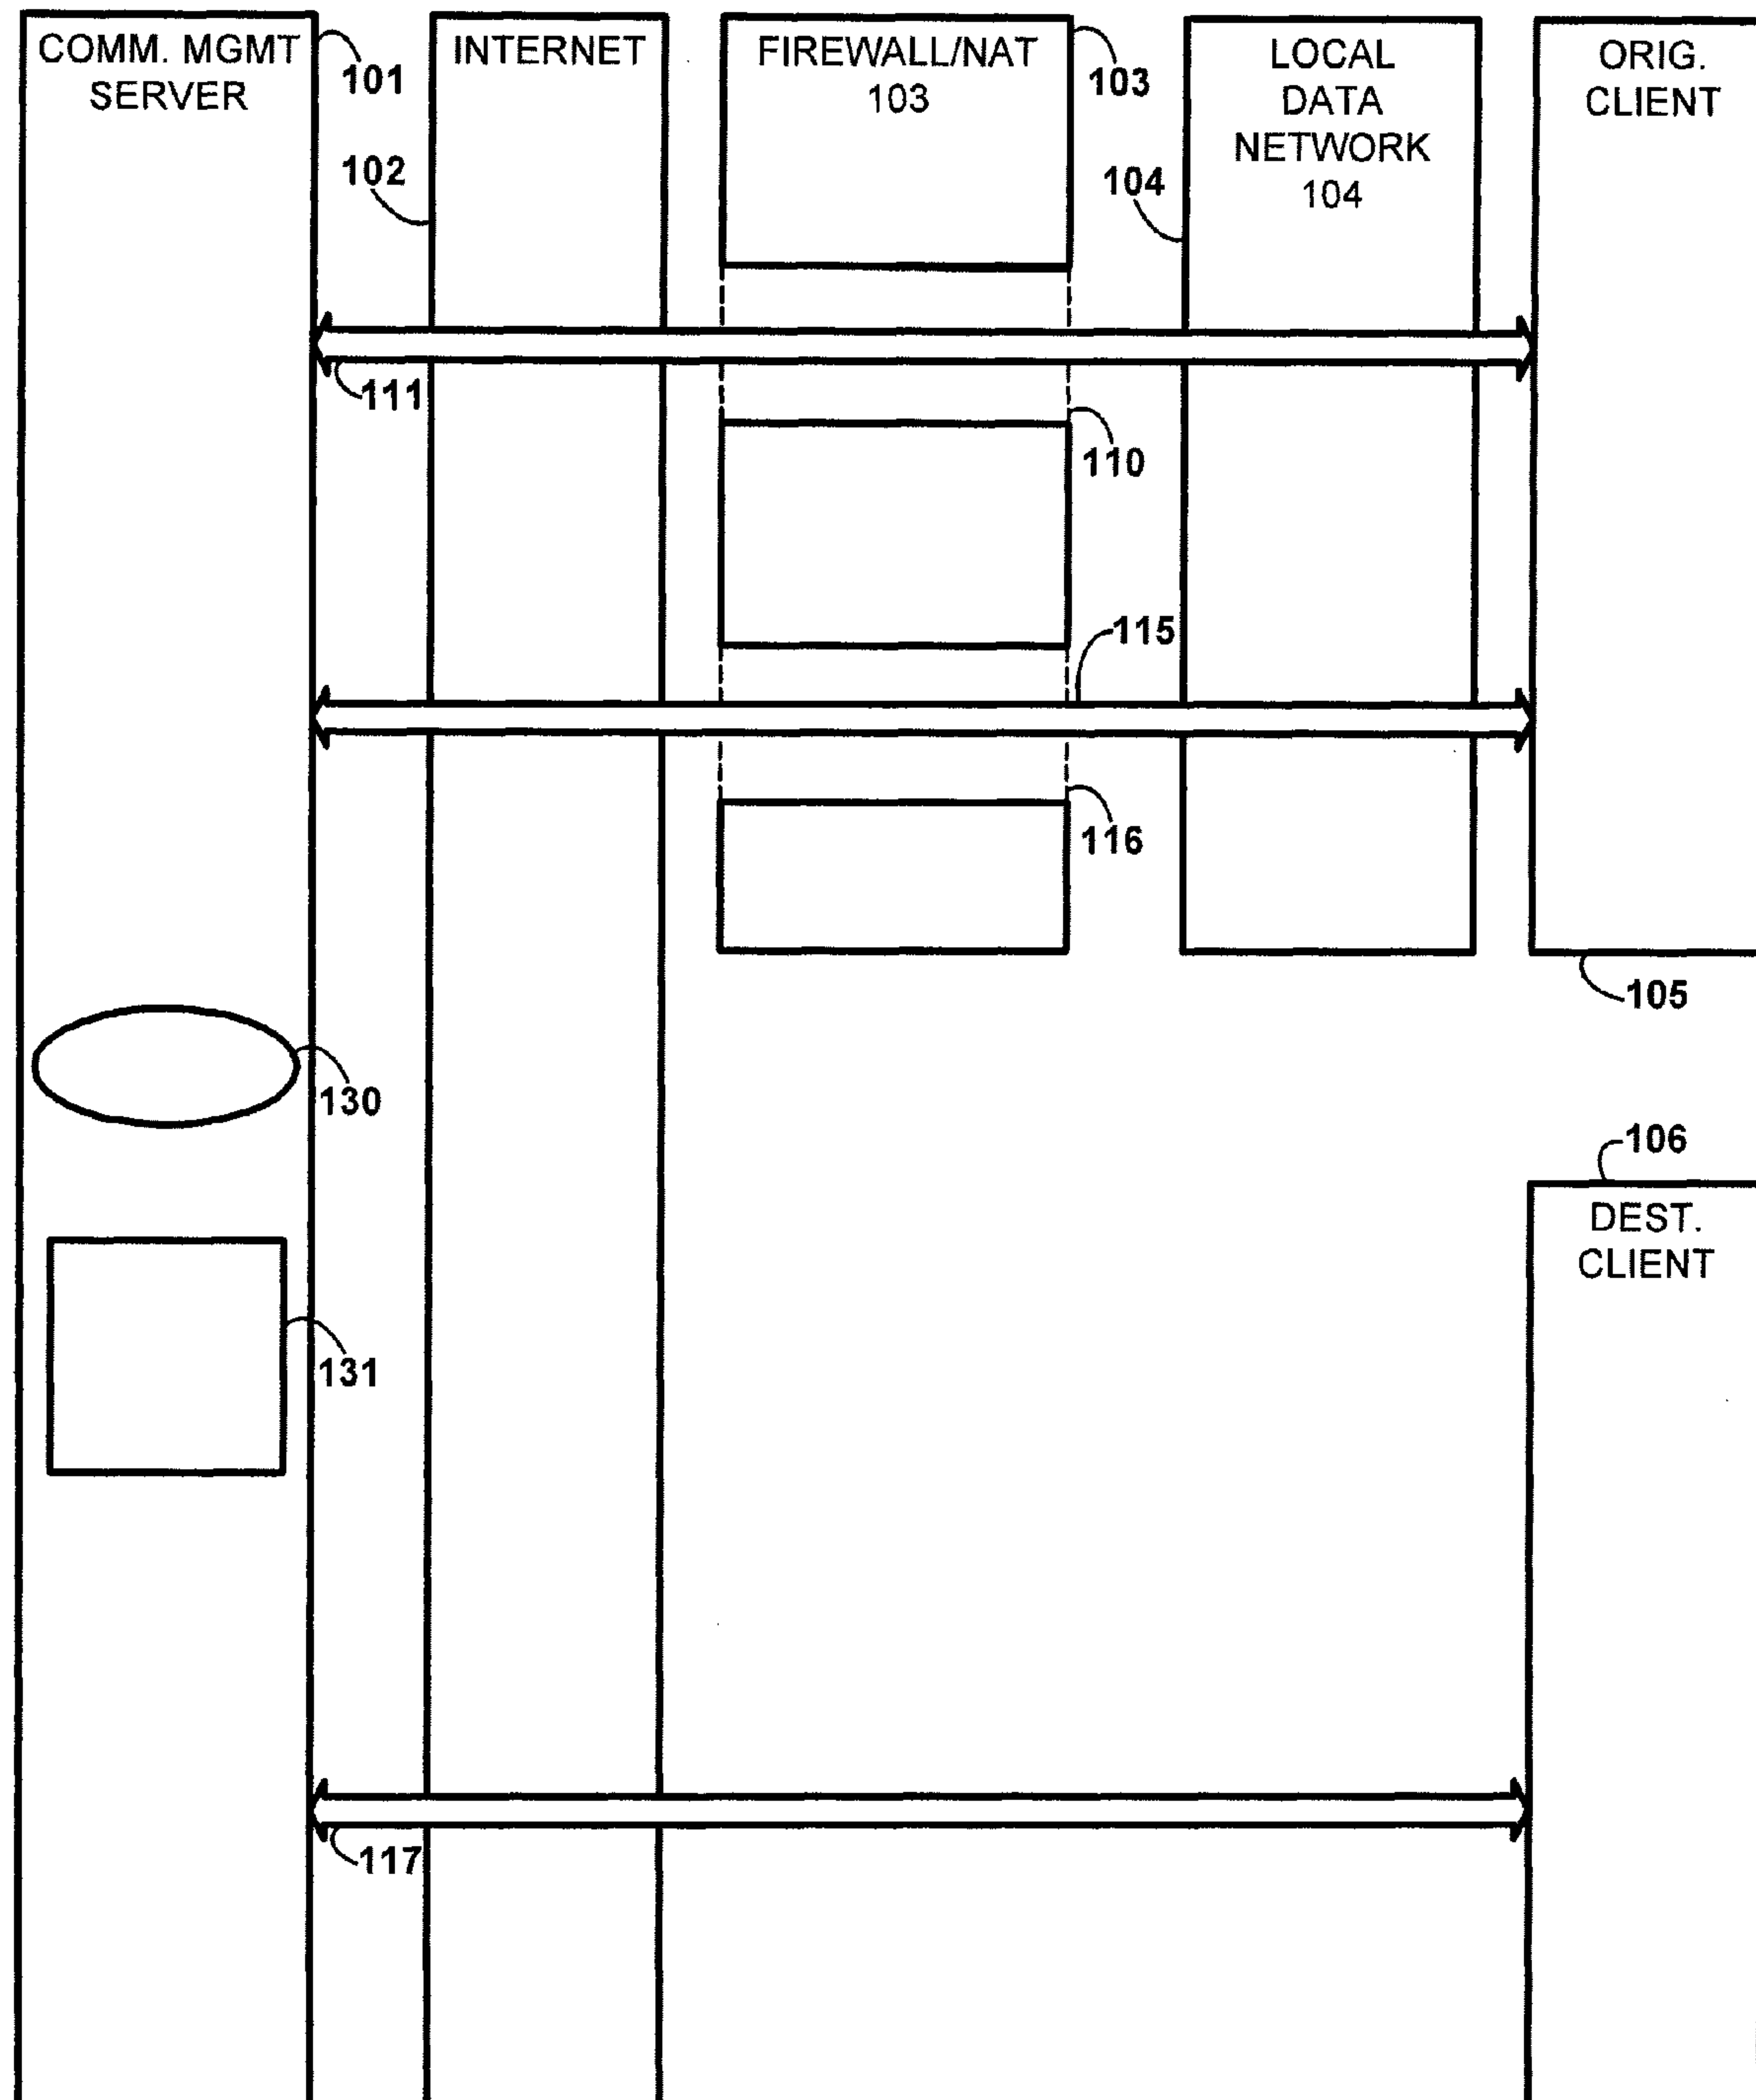 COMM. MGMT
SERVER
101
INTERNET
102
FIREWALL/NAT
103
103
LOCAL
DATA
NETWORK
104
104
ORIG.
CLIENT
111
110
115
116
105
130
106
DEST.
CLIENT
131
117